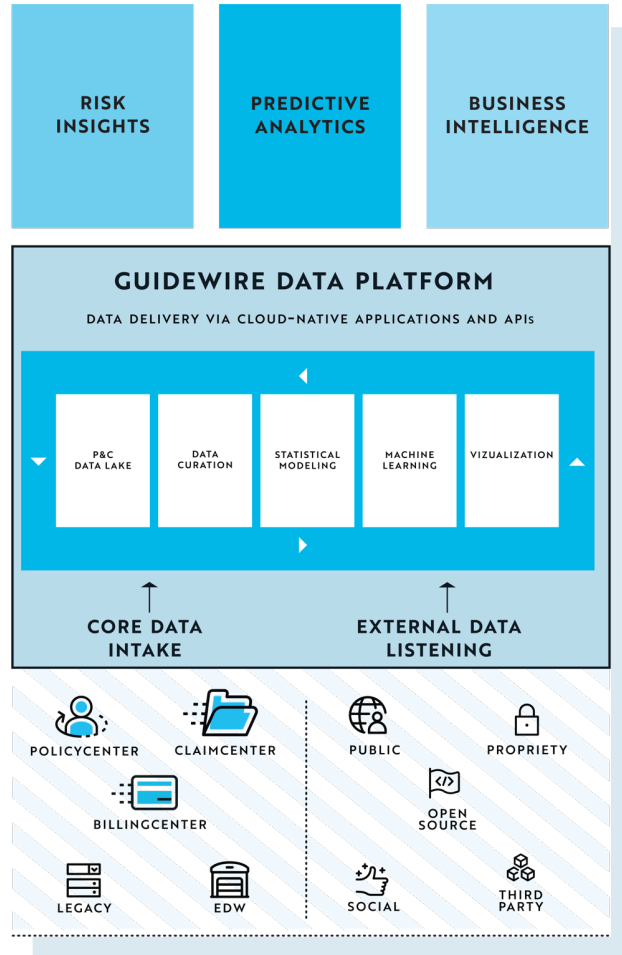 RISK
INSIGHTS
PREDICTIVE
ANALYTICS
BUSINESS
INTELLIGENCE
GUIDEWIRE DATA PLATFORM
DATA DELIVERY VIA CLOUD-NATIVE APPLICATIONS AND APIs
P&C
DATA LAKE
DATA
CURATION
STATISTICAL
MODELING
MACHINE
LEARNING
VIZUALIZATION
CORE DATA
INTAKE
EXTERNAL DATA
LISTENING
POLICYCENTER
CLAIMCENTER
PUBLIC
PROPRIETY
BILLINGCENTER
</>
OPEN
SOURCE
LEGACY
EDW
SOCIAL
THIRD
PARTY